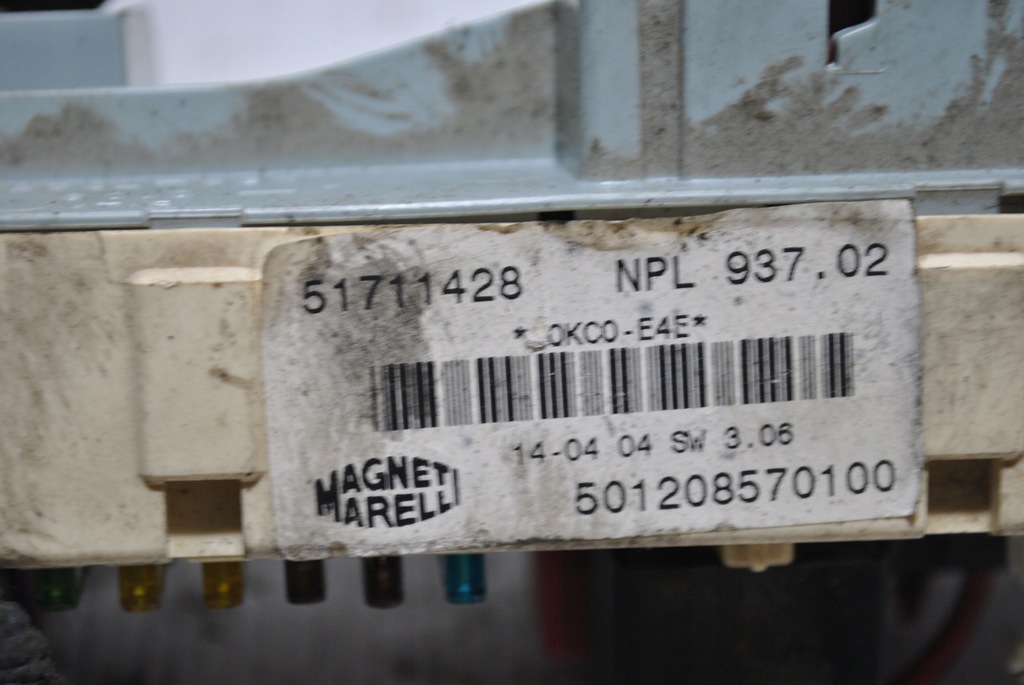 51711428 NPL 937.02
0KC0-E4E*
14-04 04 SW 3.06
MAGNETI MARELLI
501208570100